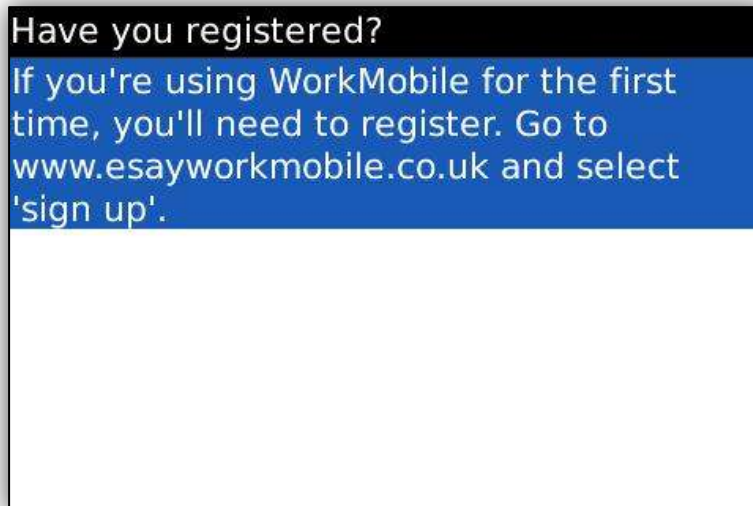 Have you registered?
If you're using WorkMobile for the first
time, you'll need to register. Go to
www.esayworkmobile.co.uk and select
'sign up'.